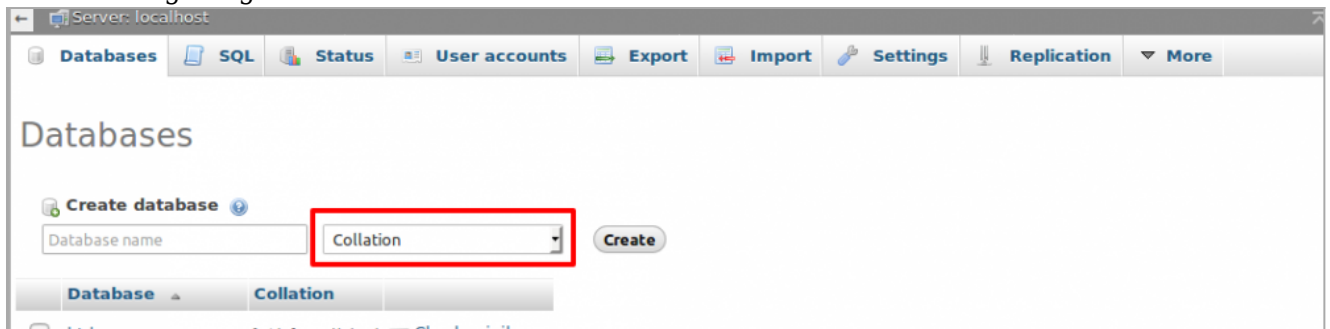 Server: localhost
Databases SQL Status User accounts Export Import Settings Replication More
Databases
Create database
Database name Collation Create
Database Collation